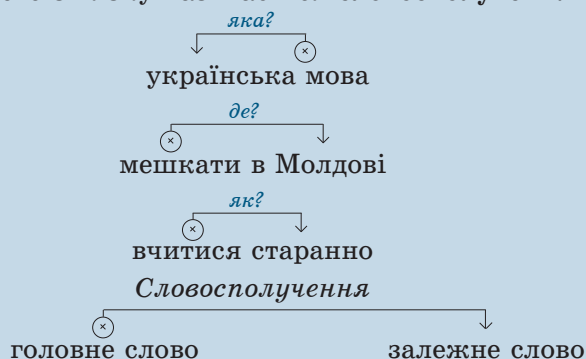 яка?
українська мова
де?
мешкати в Молдові
як?
вчитися старанно
Словосполучення
головне слово залежне слово